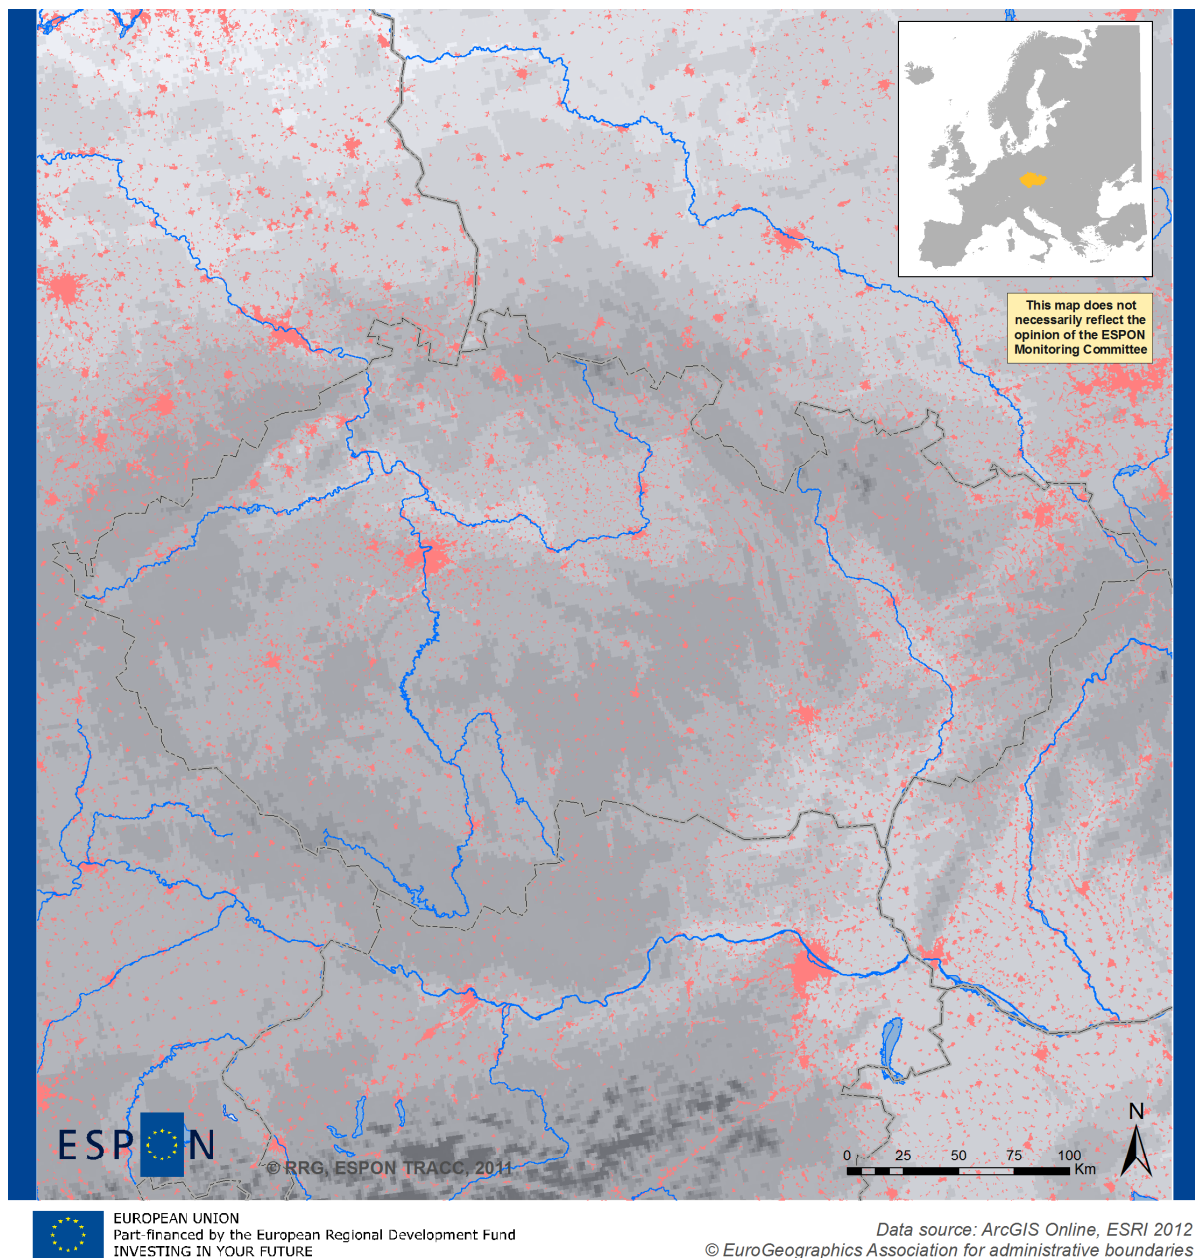 This map does not
necessarily reflect the
opinion of the ESPON
Monitoring Committee
N
0 25 50 75 100
Km
ESPON
© RRG, ESPON TRACC, 2011
EUROPEAN UNION
Part-financed by the European Regional Development Fund
INVESTING IN YOUR FUTURE
Data source: ArcGIS Online, ESRI 2012
© EuroGeographics Association for administrative boundaries